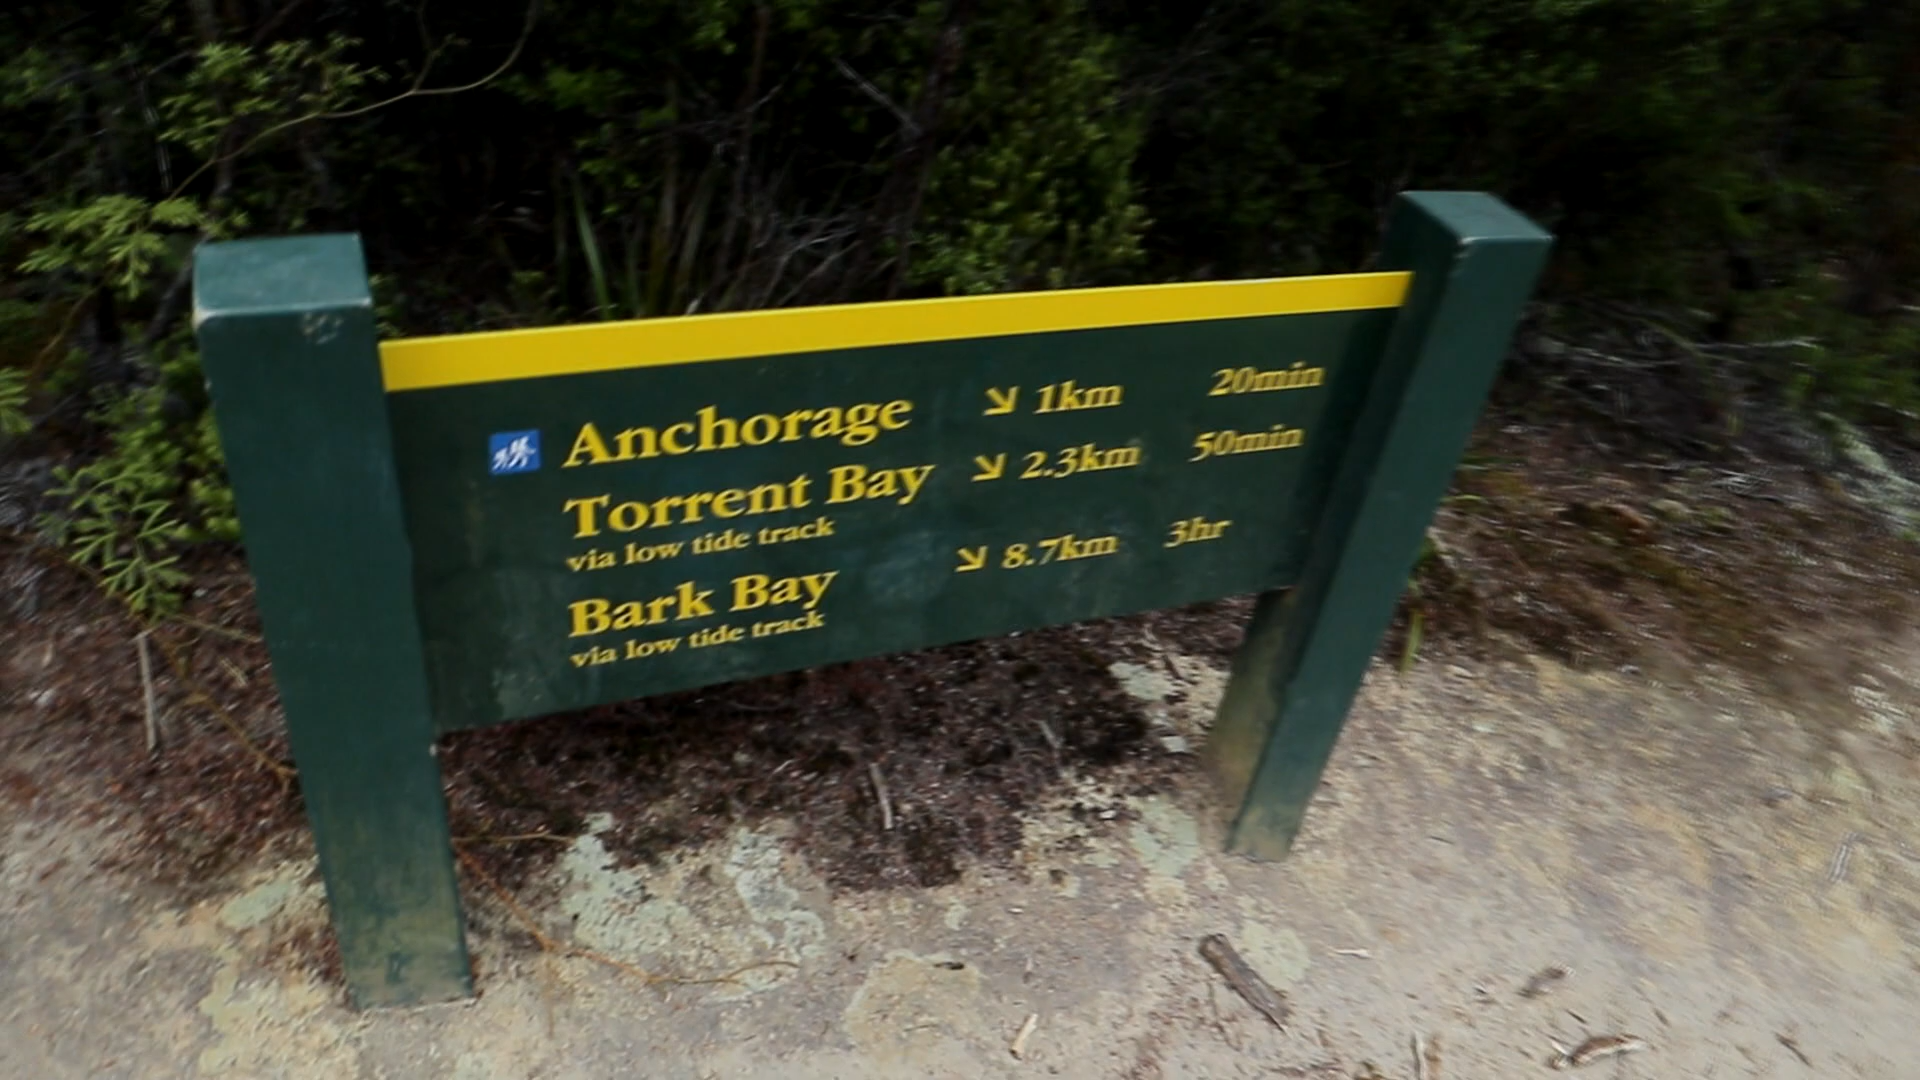 Anchorage ↘ 1km 20min
Torrent Bay ↘ 2.3km 50min
via low tide track
Bark Bay ↘ 8.7km 3hr
via low tide track